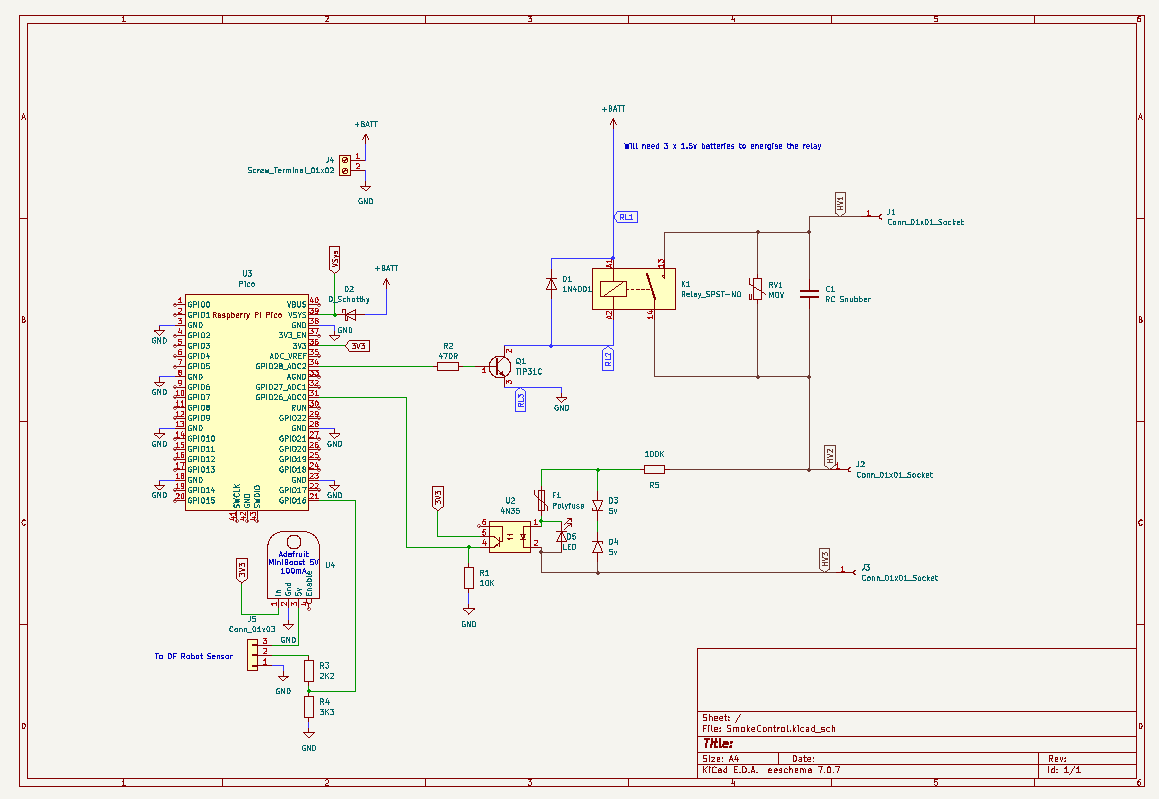 1 2 3 4 5 6
A A
B B
C C
D D
+BATT
Will need 3 x 1.5v batteries to energise the relay
+BATT
J4
Screw_Terminal_01x02
1
2
GND
RL1
HV1
1
J1
Conn_01x01_Socket
VSys
+BATT
D2
D_Schottky
GND
U3
Pico
Raspberry Pi Pico
1 GPIO0
2 GPIO1
3 GND
4 GPIO2
5 GPIO3
6 GPIO4
7 GPIO5
8 GND
9 GPIO6
10 GPIO7
11 GPIO8
12 GPIO9
13 GND
14 GPIO10
15 GPIO11
16 GPIO12
17 GPIO13
18 GND
19 GPIO14
20 GPIO15
VBUS 40
VSYS 39
GND 38
3V3_EN 37
3V3 36
ADC_VREF 35
GPIO28_ADC2 34
AGND 33
GPIO27_ADC1 32
GPIO26_ADC0 31
RUN 30
GPIO22 29
GND 28
GPIO21 27
GPIO20 26
GPIO19 25
GPIO18 24
GND 23
GPIO17 22
GPIO16 21
SWCLK
GND
SWDIO
41
42
43
GND
GND
GND
GND
GND
GND
3V3
R2
470R
D1
1N4001
A1
A2
13
14
K1
Relay_SPST-NO
RV1
MOV
C1
RC Snubber
Q1
TIP31C
1
2
3
RL2
RL3
GND
100K
R5
HV2
1
J2
Conn_01x01_Socket
3V3
U2
4N35
6
5
4
1
2
F1
Polyfuse
D3
5v
D4
5v
D5
LED
HV3
1
J3
Conn_01x01_Socket
R1
10K
GND
Adafruit
MiniBoost 5V
100mA
U4
In
Gnd
5v
Enable
1 2 3 4
3V3
GND
J5
Conn_01x03
3
2
1
To DF Robot Sensor
GND
R3
2K2
R4
3K3
GND
Sheet: /
File: SmokeControl.kicad_sch
Title:
Size: A4
Date:
Rev:
KiCad E.D.A. eeschema 7.0.7
Id: 1/1
1 2 3 4 5 6